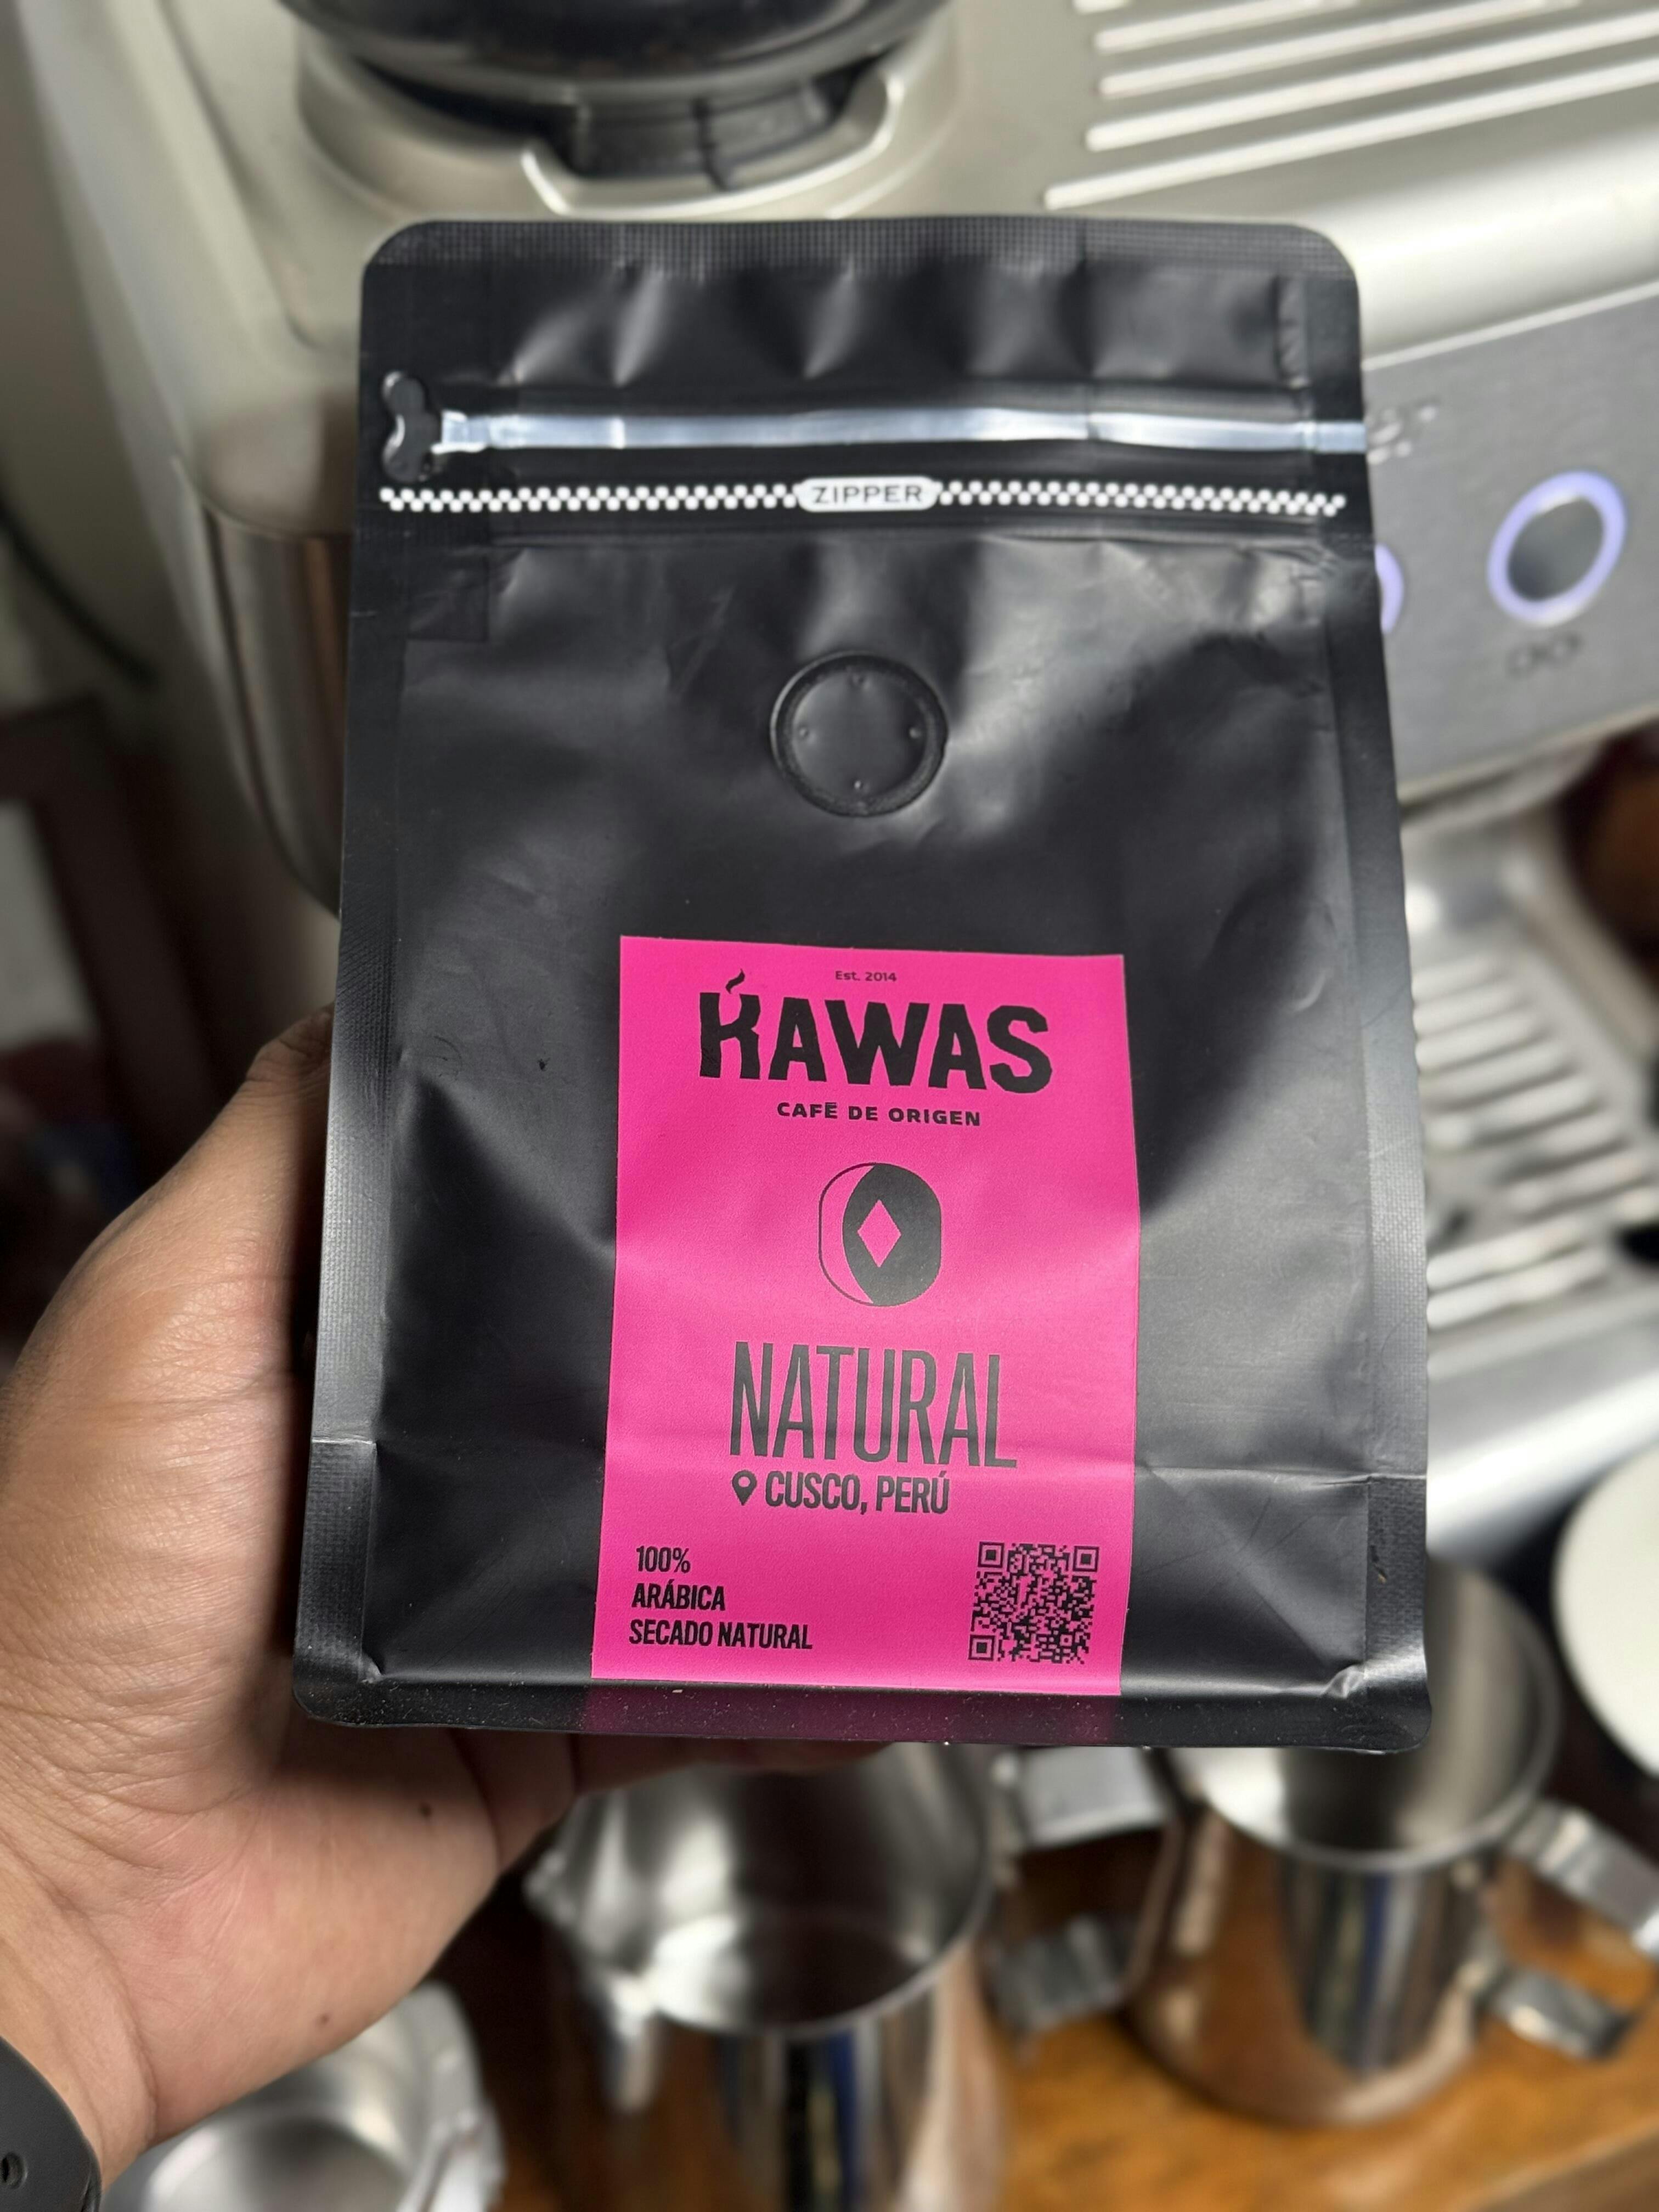 ZIPPER
Est. 2014
KAWAS
CAFÉ DE ORIGEN
NATURAL
CUSCO, PERÚ
100%
ARÁBICA
SECADO NATURAL